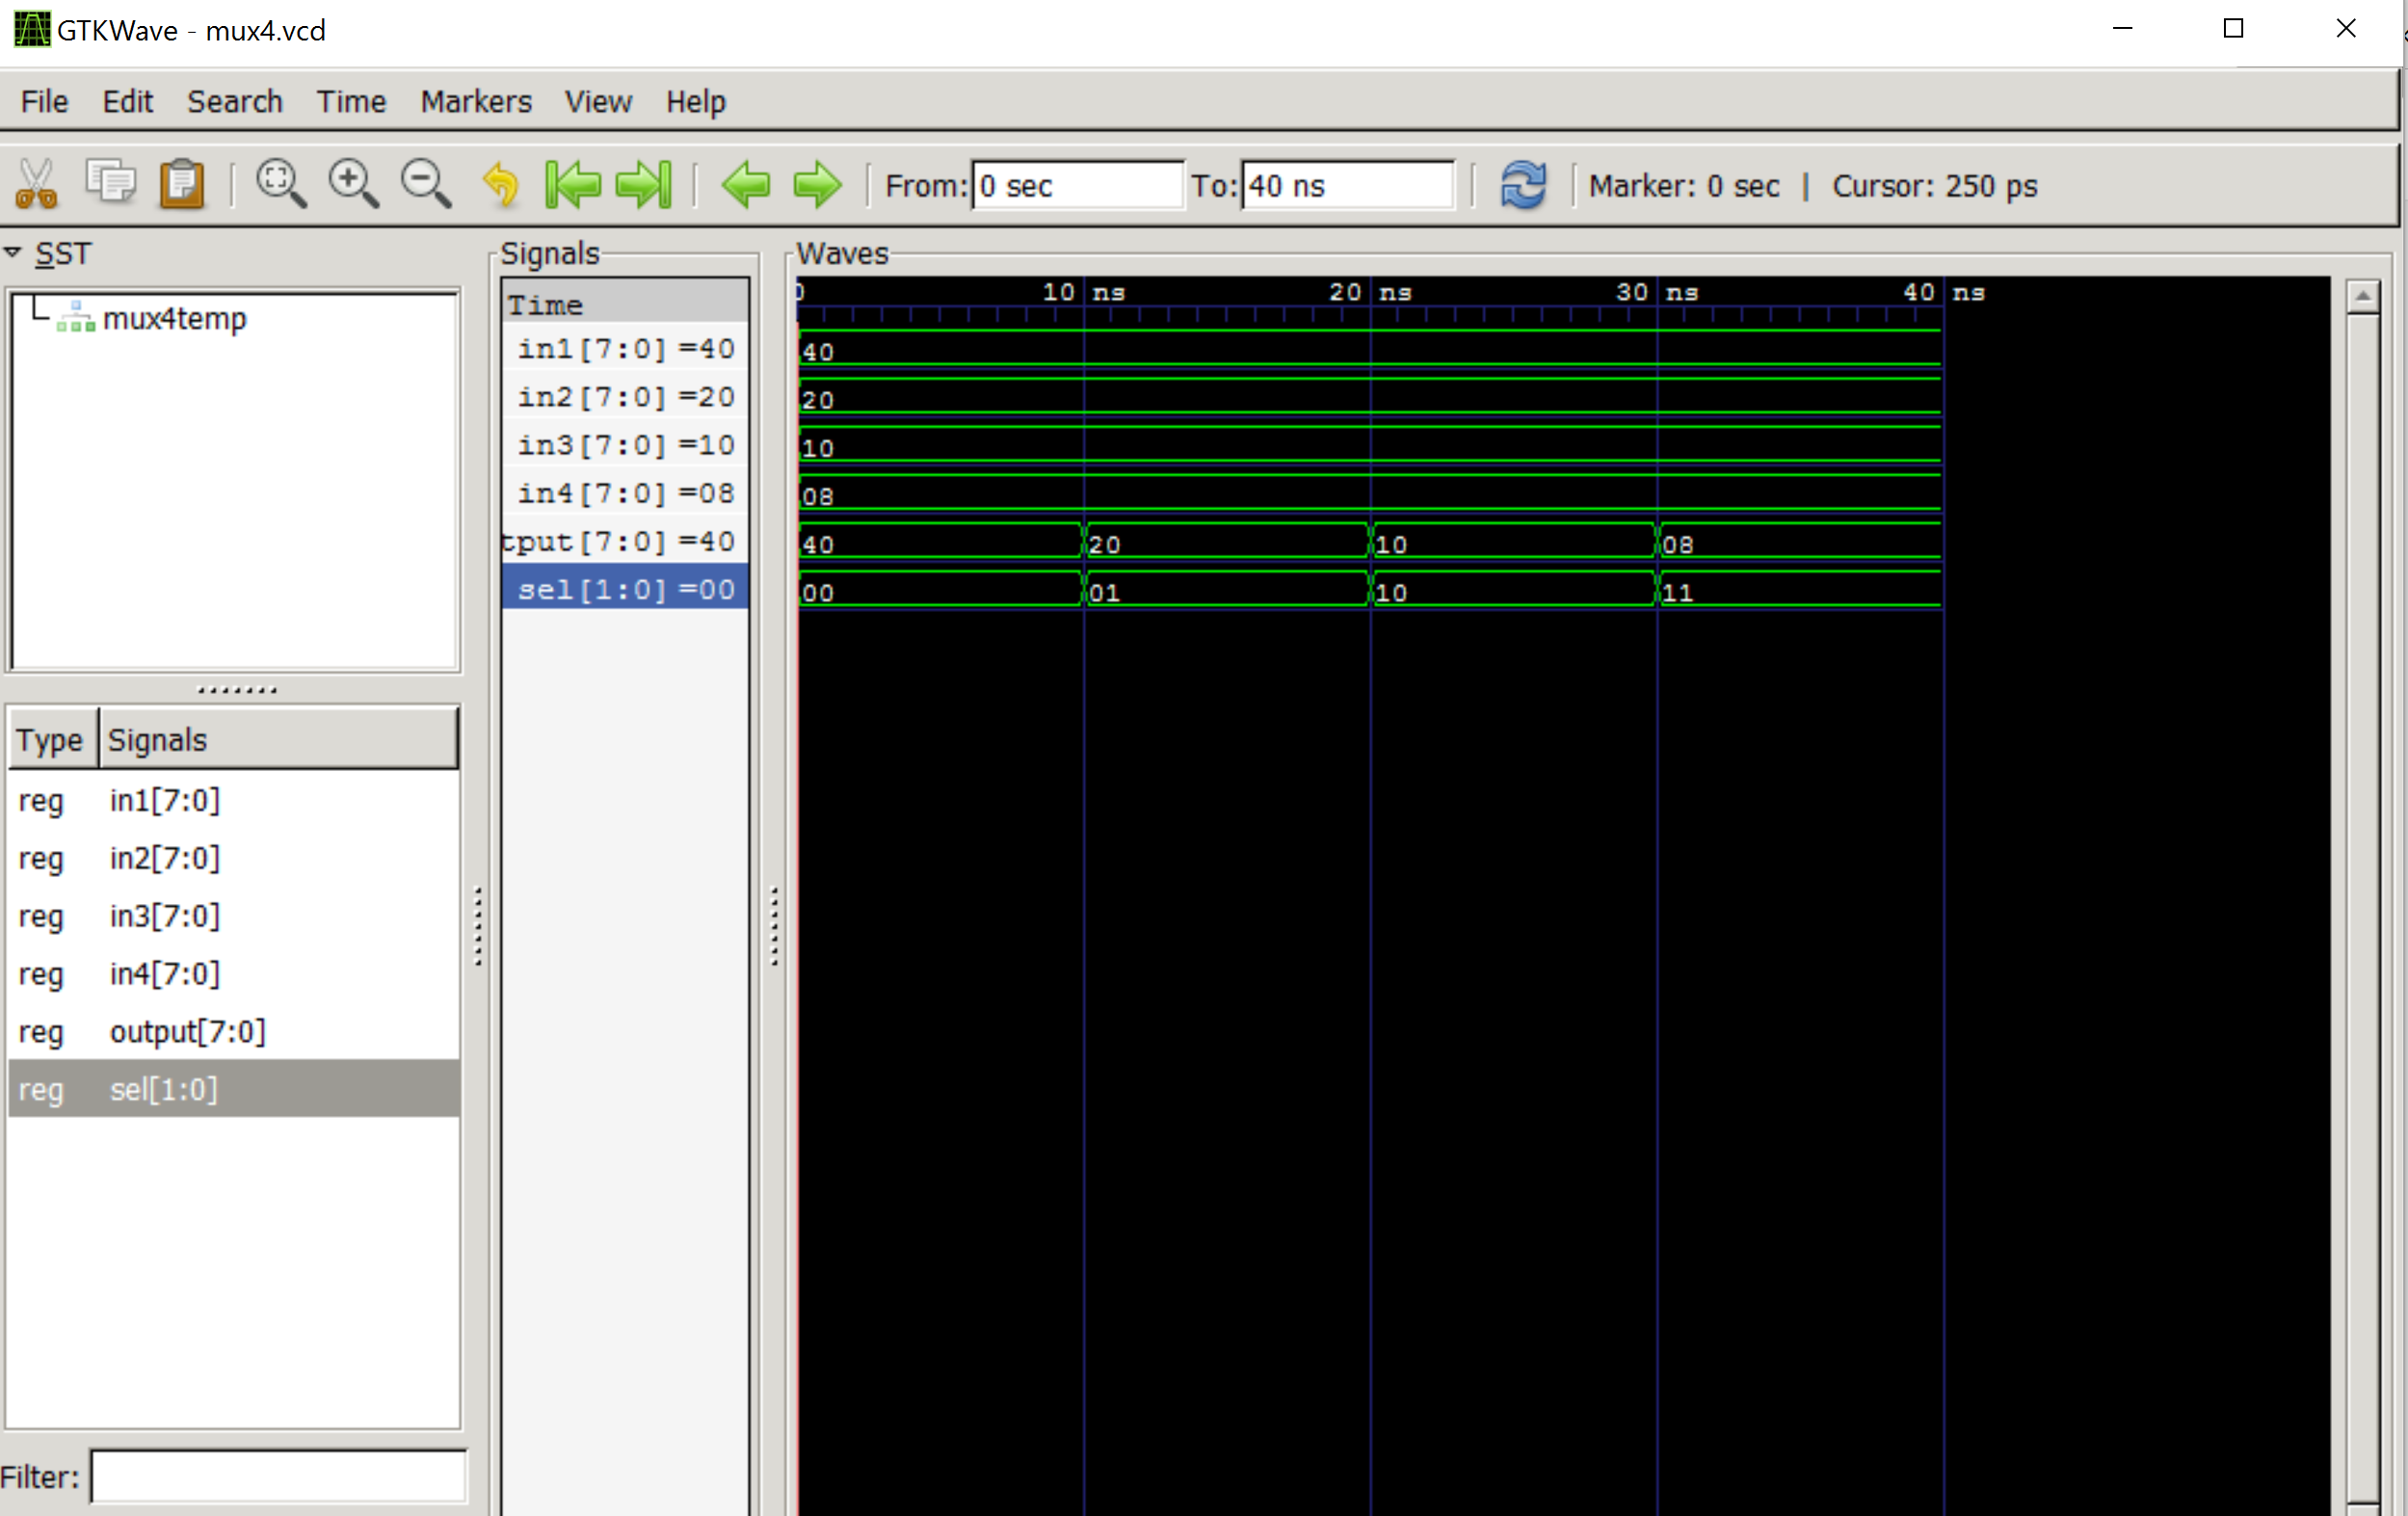 GTKWave - mux4.vcd
File Edit Search Time Markers View Help
From: 0 sec To: 40 ns Marker: 0 sec | Cursor: 250 ps
SST
mux4temp
Type Signals
reg in1[7:0]
reg in2[7:0]
reg in3[7:0]
reg in4[7:0]
reg output[7:0]
reg sel[1:0]
Filter:
Signals
Time
in1[7:0] =40
in2[7:0] =20
in3[7:0] =10
in4[7:0] =08
tput[7:0] =40
sel[1:0] =00
Waves
0 10 ns 20 ns 30 ns 40 ns
40
20
10
08
40 20 10 08
00 01 10 11